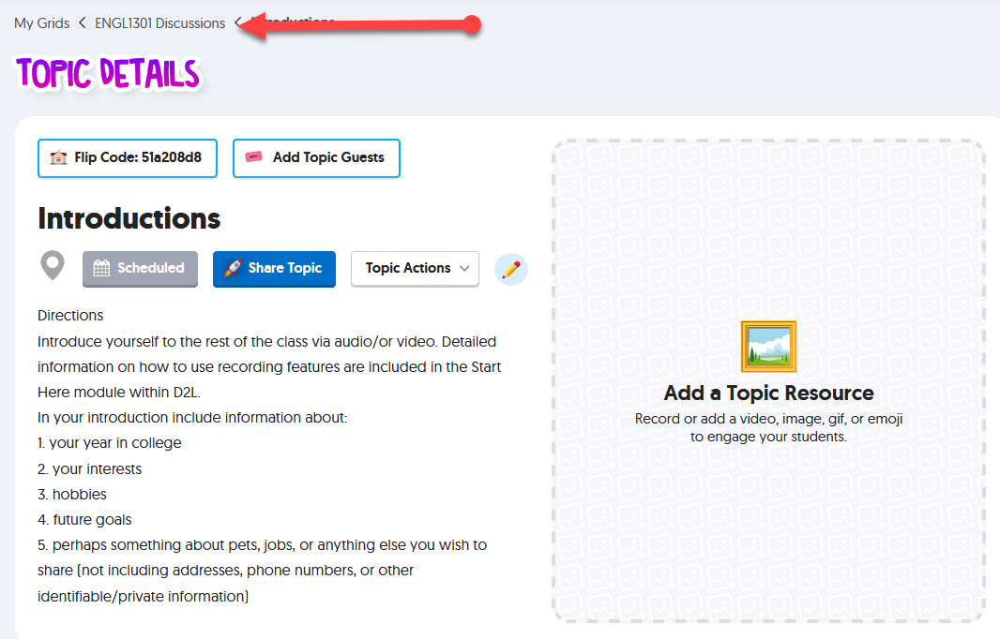 My Grids < ENGL1301 Discussions <
TOPIC DETAILS
Flip Code: 51a208d8 Add Topic Guests
Introductions
Scheduled Share Topic Topic Actions
Directions
Introduce yourself to the rest of the class via audio/or video. Detailed
information on how to use recording features are included in the Start
Here module within D2L.
In your introduction include information about:
1. your year in college
2. your interests
3. hobbies
4. future goals
5. perhaps something about pets, jobs, or anything else you wish to
share (not including addresses, phone numbers, or other
identifiable/private information)
Add a Topic Resource
Record or add a video, image, gif, or emoji
to engage your students.